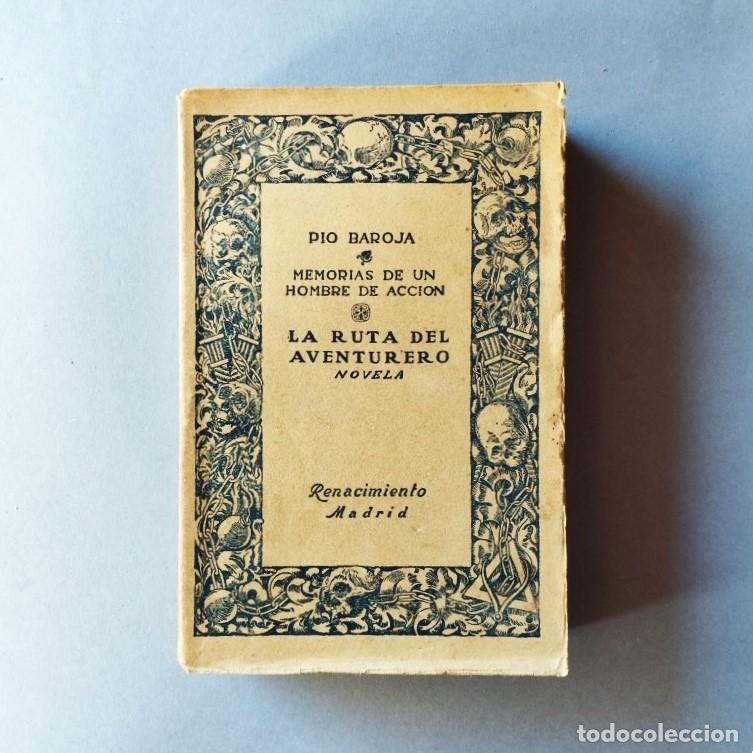 PIO BAROJA
MEMORIAS DE UN
HOMBRE DE ACCION
LA RUTA DEL
AVENTURERO
NOVELA
Renacimiento
Madrid
todocoleccion